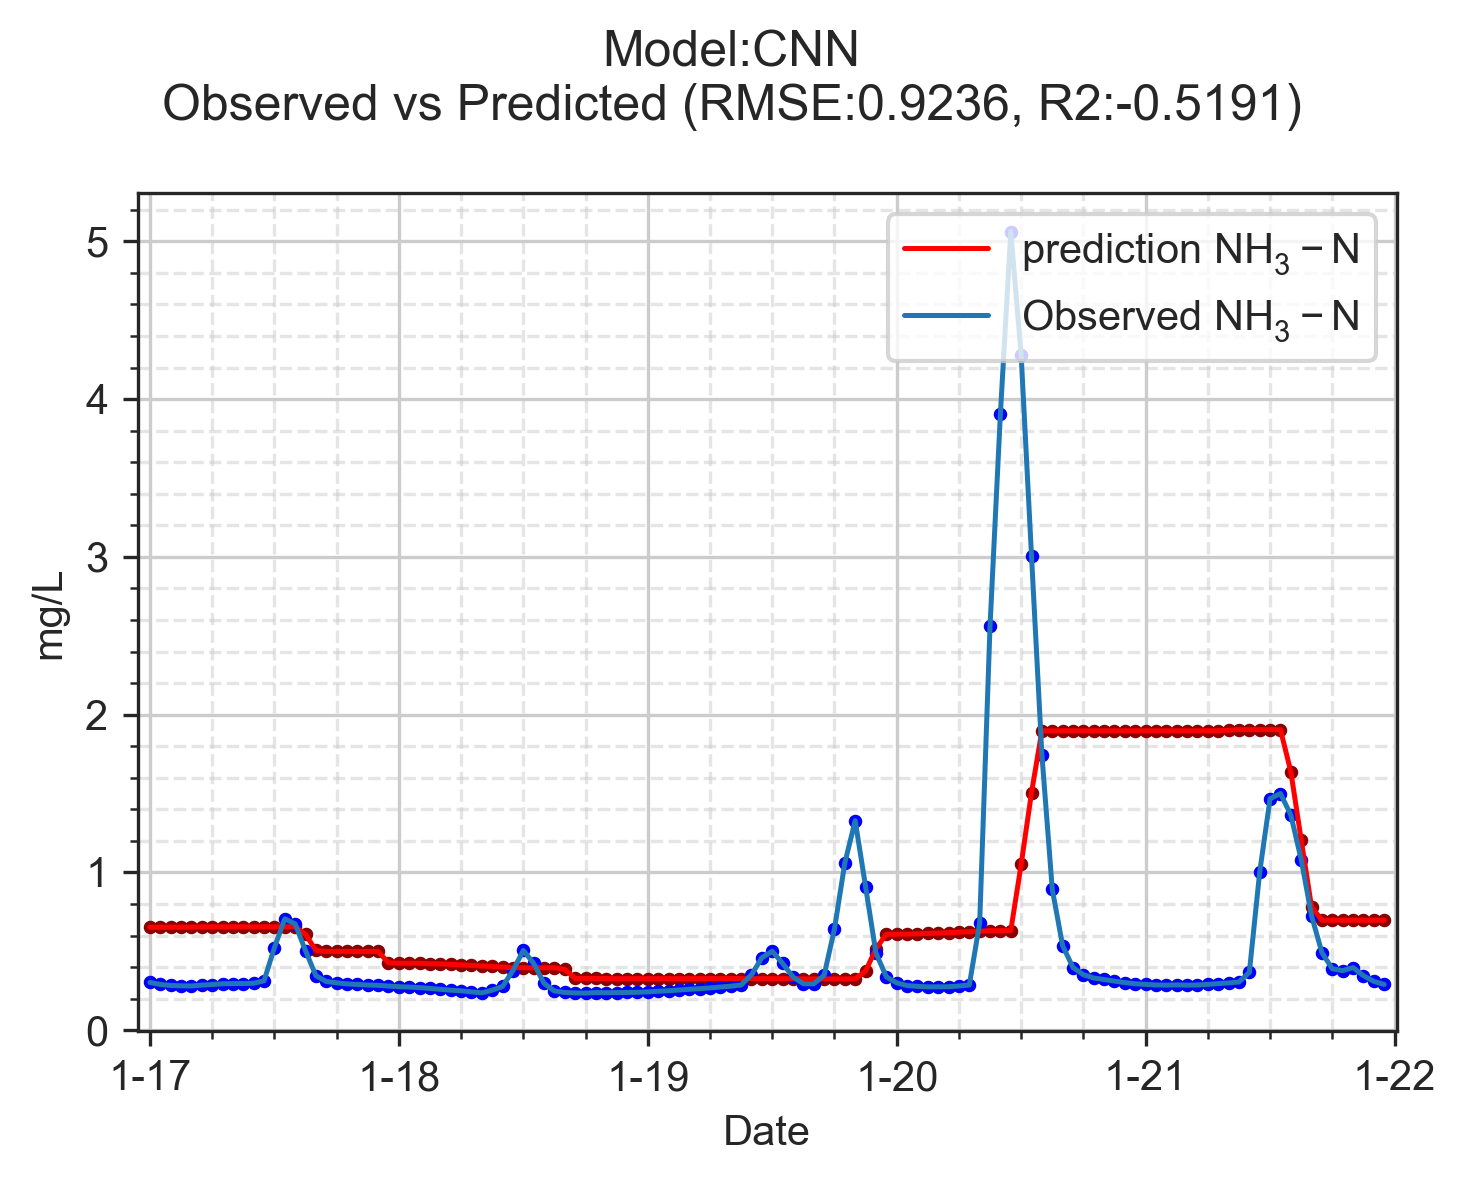 Model:CNN
Observed vs Predicted (RMSE:0.9236, R2:-0.5191)
prediction NH₃ − N
Observed NH₃ − N
5
4
3
2
1
0
mg/L
1-17 1-18 1-19 1-20 1-21 1-22
Date